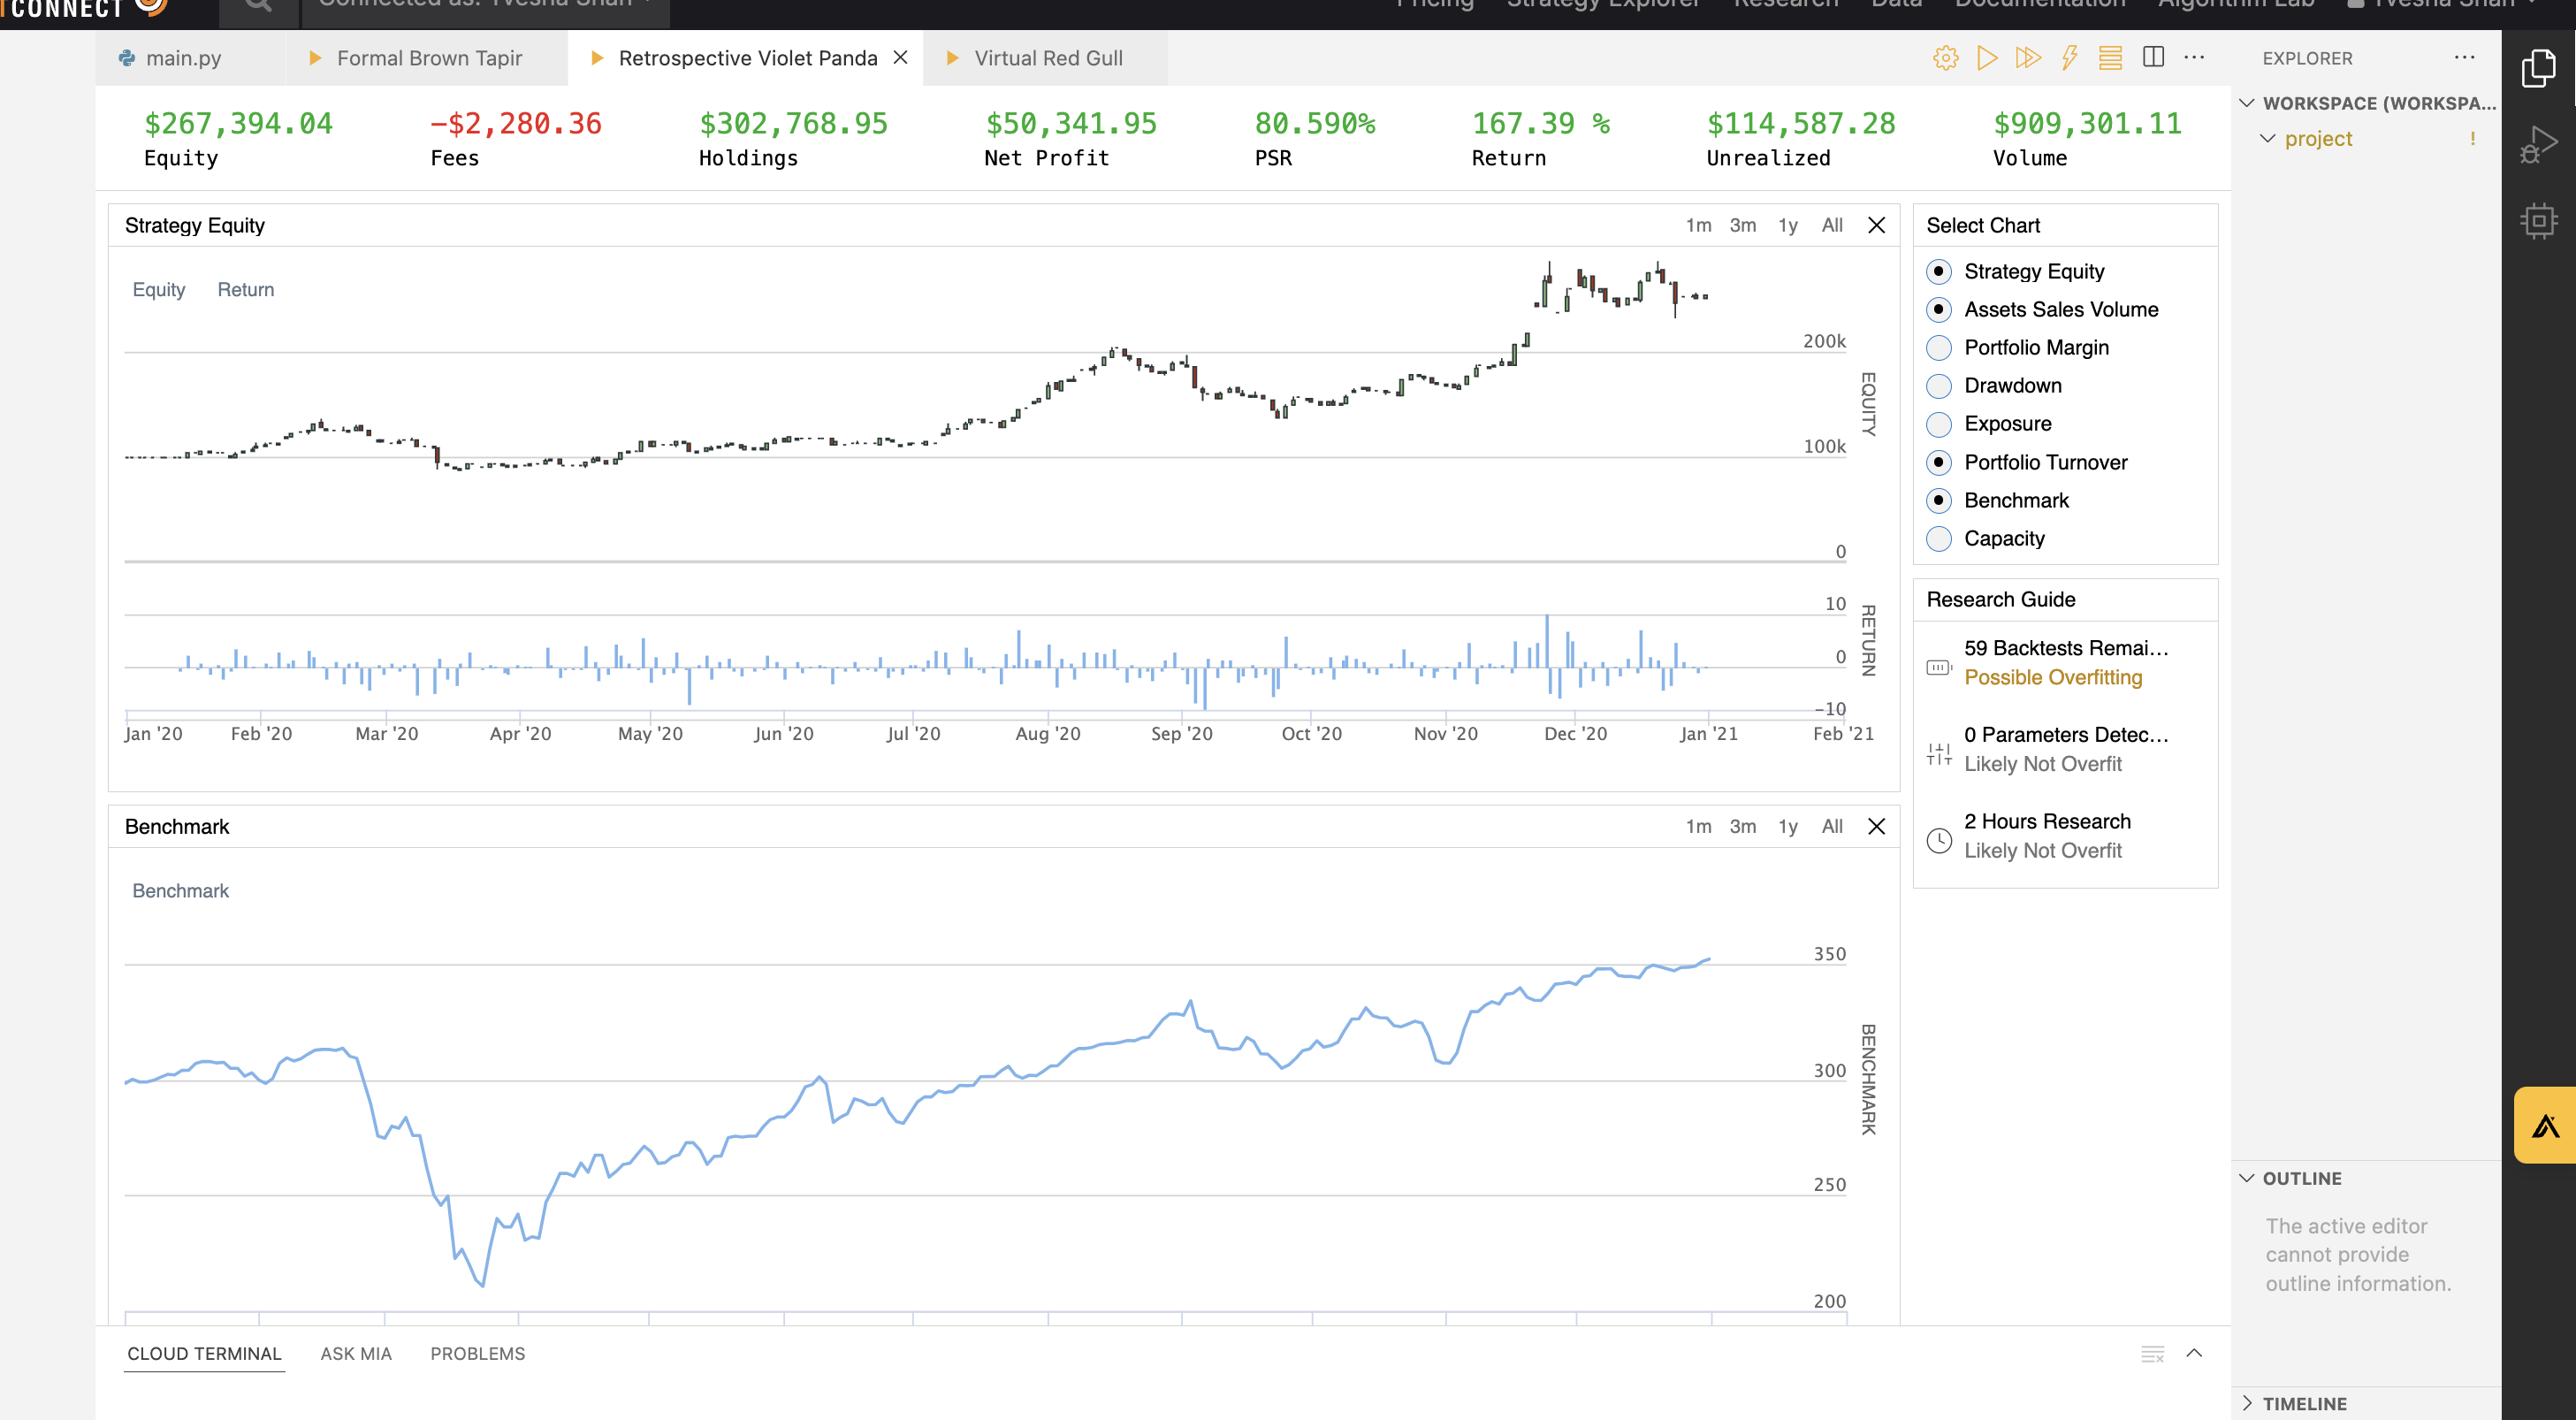 TCONNECT
Connected as: Yvesha Shah
Pricing Strategy Explorer Research Data Documentation Algorithm Lab Yvesha Shah
main.py
Formal Brown Tapir
Retrospective Violet Panda
Virtual Red Gull
EXPLORER
WORKSPACE (WORKSPA...
project !
$267,394.04
Equity
-$2,280.36
Fees
$302,768.95
Holdings
$50,341.95
Net Profit
80.590%
PSR
167.39 %
Return
$114,587.28
Unrealized
$909,301.11
Volume
Strategy Equity
1m 3m 1y All
Equity Return
200k
100k
0
EQUITY
10
0
-10
RETURN
Jan '20 Feb '20 Mar '20 Apr '20 May '20 Jun '20 Jul '20 Aug '20 Sep '20 Oct '20 Nov '20 Dec '20 Jan '21 Feb '21
Select Chart
Strategy Equity
Assets Sales Volume
Portfolio Margin
Drawdown
Exposure
Portfolio Turnover
Benchmark
Capacity
Research Guide
59 Backtests Remai...
Possible Overfitting
0 Parameters Detec...
Likely Not Overfit
2 Hours Research
Likely Not Overfit
Benchmark
1m 3m 1y All
Benchmark
350
300
250
200
BENCHMARK
CLOUD TERMINAL
ASK MIA
PROBLEMS
OUTLINE
The active editor
cannot provide
outline information.
TIMELINE